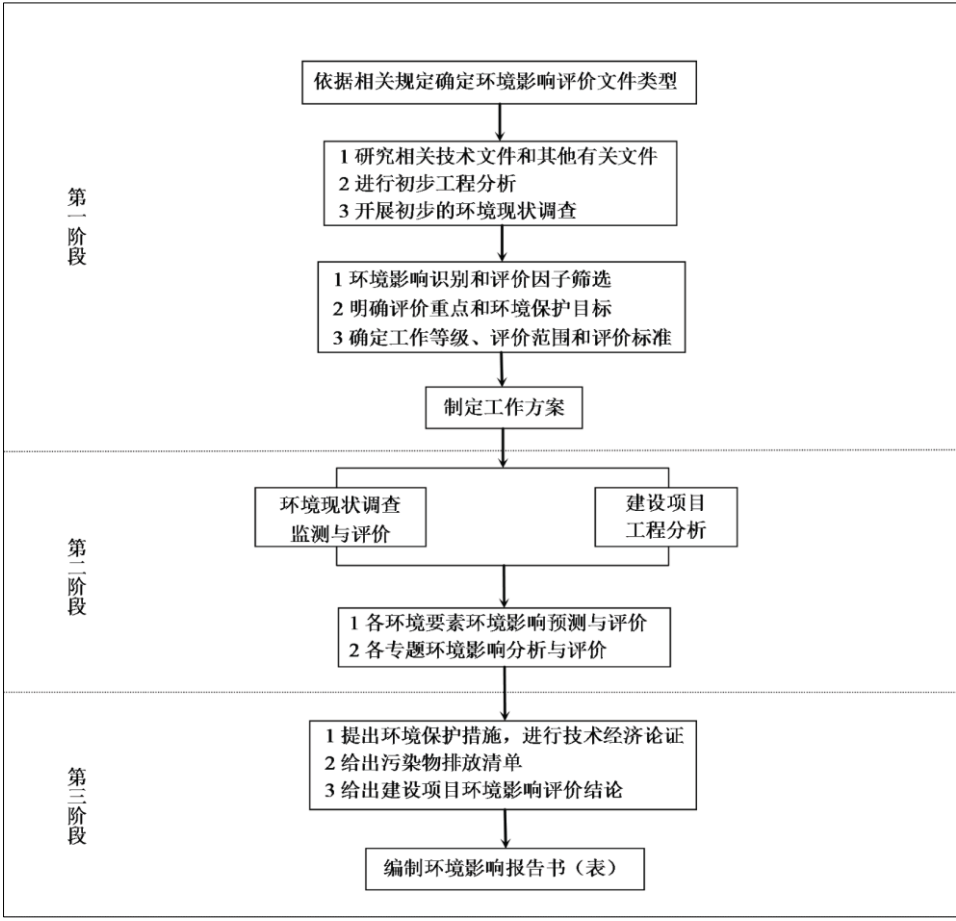 依据相关规定确定环境影响评价文件类型
第一阶段
1 研究相关技术文件和其他有关文件
2 进行初步工程分析
3 开展初步的环境现状调查
1 环境影响识别和评价因子筛选
2 明确评价重点和环境保护目标
3 确定工作等级、评价范围和评价标准
制定工作方案
第二阶段
环境现状调查
监测与评价
建设项目
工程分析
1 各环境要素环境影响预测与评价
2 各专题环境影响分析与评价
第三阶段
1 提出环境保护措施，进行技术经济论证
2 给出污染物排放清单
3 给出建设项目环境影响评价结论
编制环境影响报告书（表）